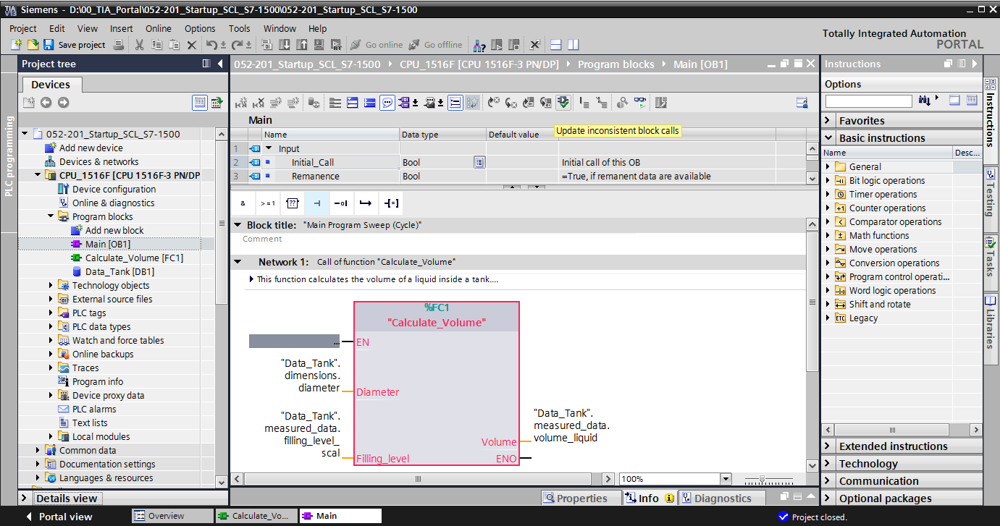 TIA V13 Siemens - D:\00_TIA_Portal\052-201_Startup_SCL_S7-1500\052-201_Startup_SCL_S7-1500
Project Edit View Insert Online Options Tools Window Help
Totally Integrated Automation
PORTAL
Save project Go online Go offline
Project tree
052-201_Startup_SCL_S7-1500 CPU_1516F [CPU 1516F-3 PN/DP] Program blocks Main [OB1]
Instructions
Devices
Options
PLC programming
052-201_Startup_SCL_S7-1500
Add new device
Devices & networks
CPU_1516F [CPU 1516F-3 PN/DP
Device configuration
Online & diagnostics
Program blocks
Add new block
Main [OB1]
Calculate_Volume [FC1]
Data_Tank [DB1]
Technology objects
External source files
PLC tags
PLC data types
Watch and force tables
Online backups
Traces
Program info
Device proxy data
PLC alarms
Text lists
Local modules
Common data
Documentation settings
Languages & resources
Details view
Main
Update inconsistent block calls
Name Data type Default value
1 Input
2 Initial_Call Bool Initial call of this OB
3 Remanence Bool =True, if remanent data are available
& >=1 ??
Block title: "Main Program Sweep (Cycle)"
Comment
Network 1: Call of function "Calculate_Volume"
This function calculates the volume of a liquid inside a tank....
%FC1
"Calculate_Volume"
... EN
"Data_Tank".
dimensions.
diameter
Diameter
"Data_Tank".
measured_data.
filling_level_
scal
Filling_level
Volume
"Data_Tank".
measured_data.
volume_liquid
ENO
100%
Properties Info Diagnostics
Favorites
Basic instructions
Name Desc...
General
Bit logic operations
Timer operations
Counter operations
Comparator operations
Math functions
Move operations
Conversion operations
Program control operati...
Word logic operations
Shift and rotate
Legacy
Extended instructions
Technology
Communication
Optional packages
Instructions
Testing
Tasks
Libraries
Portal view Overview Calculate_Vo... Main Project closed.